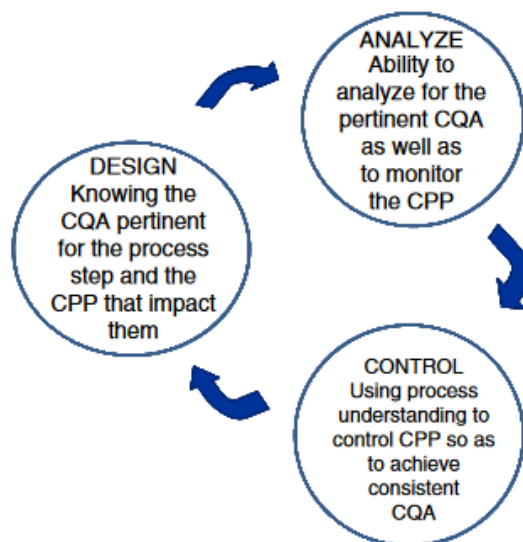 DESIGN
Knowing the
CQA pertinent
for the process
step and the
CPP that impact
them
ANALYZE
Ability to
analyze for the
pertinent CQA
as well as
to monitor
the CPP
CONTROL
Using process
understanding to
control CPP so as
to achieve
consistent
CQA